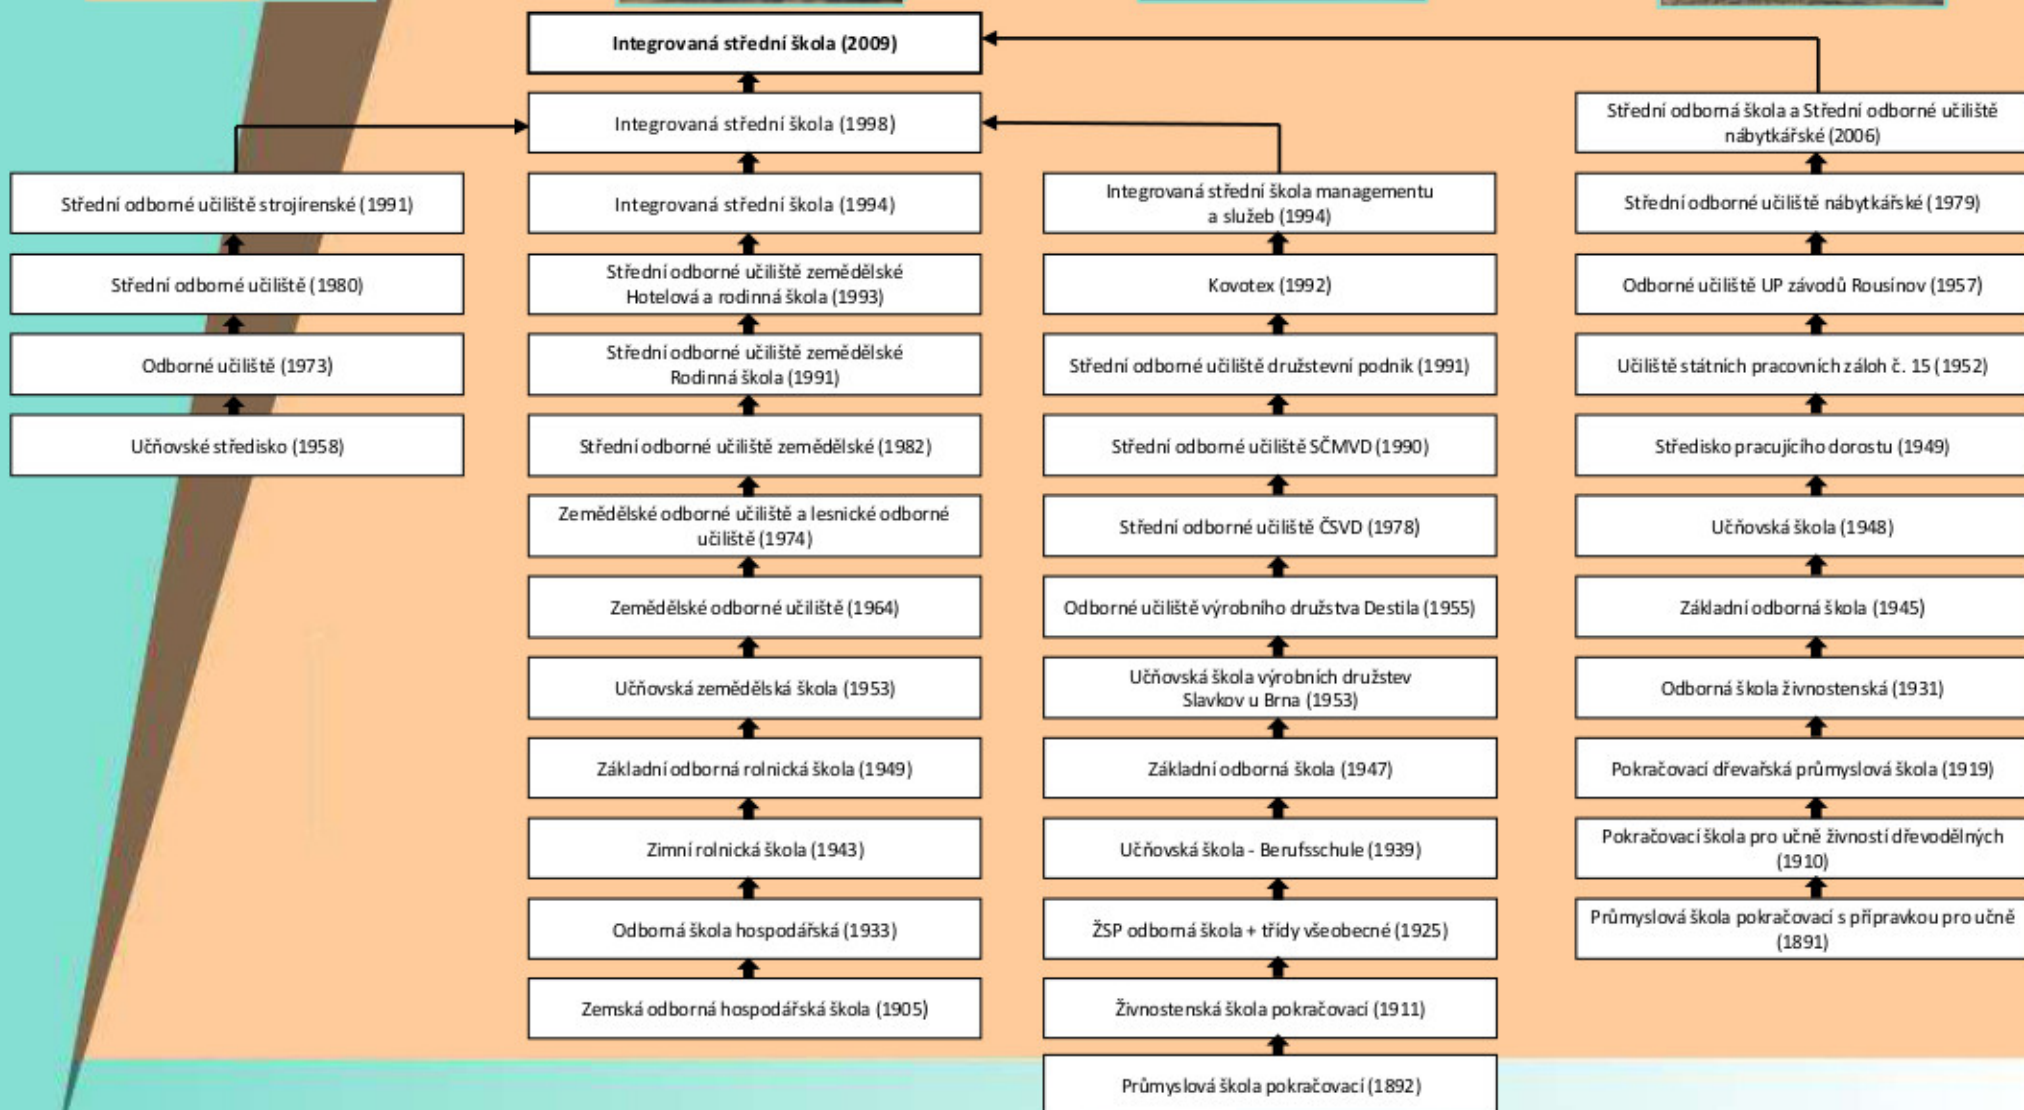 Integrovaná střední škola (2009)
Integrovaná střední škola (1998)
Střední odborná škola a Střední odborné učiliště
nábytkářské (2006)
Střední odborné učiliště strojírenské (1991)
Integrovaná střední škola (1994)
Integrovaná střední škola managementu
a služeb (1994)
Střední odborné učiliště nábytkářské (1979)
Střední odborné učiliště (1980)
Střední odborné učiliště zemědělské
Hotelová a rodinná škola (1993)
Kovotex (1992)
Odborné učiliště UP závodů Rousínov (1957)
Odborné učiliště (1973)
Střední odborné učiliště zemědělské
Rodinná škola (1991)
Střední odborné učiliště družstevní podnik (1991)
Učiliště státních pracovních záloh č. 15 (1952)
Učňovské středisko (1958)
Střední odborné učiliště zemědělské (1982)
Střední odborné učiliště SČMVD (1990)
Středisko pracujícího dorostu (1949)
Zemědělské odborné učiliště a lesnické odborné
učiliště (1974)
Střední odborné učiliště ČSVD (1978)
Učňovská škola (1948)
Zemědělské odborné učiliště (1964)
Odborné učiliště výrobního družstva Destila (1955)
Základní odborná škola (1945)
Učňovská zemědělská škola (1953)
Učňovská škola výrobních družstev
Slavkov u Brna (1953)
Odborná škola živnostenská (1931)
Základní odborná rolnická škola (1949)
Základní odborná škola (1947)
Pokračovací dřevařská průmyslová škola (1919)
Zimní rolnická škola (1943)
Učňovská škola - Berufsschule (1939)
Pokračovací škola pro učně živností dřevodělných
(1910)
Odborná škola hospodářská (1933)
ŽSP odborná škola + třídy všeobecné (1925)
Průmyslová škola pokračovací s přípravkou pro učně
(1891)
Zemská odborná hospodářská škola (1905)
Živnostenská škola pokračovací (1911)
Průmyslová škola pokračovací (1892)